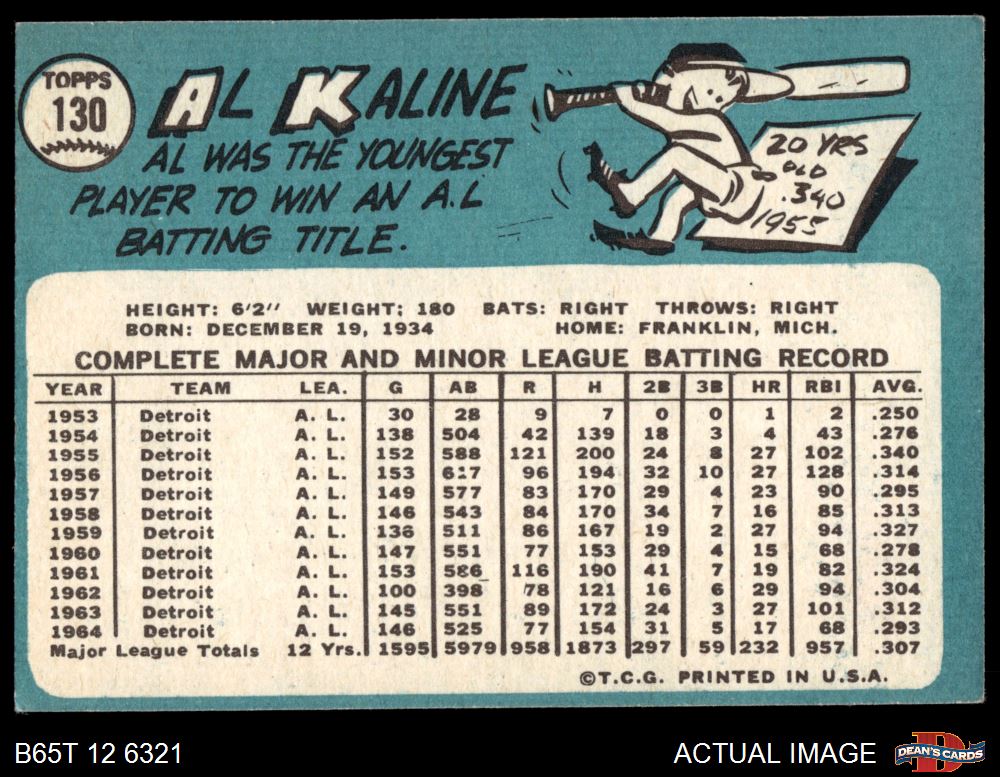 TOPPS
130
AL KALINE
AL WAS THE YOUNGEST
PLAYER TO WIN AN A.L
BATTING TITLE.
20 YRS
OLD
.340
1955
HEIGHT: 6'2" WEIGHT: 180 BATS: RIGHT THROWS: RIGHT
BORN: DECEMBER 19, 1934 HOME: FRANKLIN, MICH.
COMPLETE MAJOR AND MINOR LEAGUE BATTING RECORD
YEAR TEAM LEA. G AB R H 2B 3B HR RBI AVG.
1953 Detroit A. L. 30 28 9 7 0 0 1 2 .250
1954 Detroit A. L. 138 504 42 139 18 3 4 43 .276
1955 Detroit A. L. 152 588 121 200 24 8 27 102 .340
1956 Detroit A. L. 153 617 96 194 32 10 27 128 .314
1957 Detroit A. L. 149 577 83 170 29 4 23 90 .295
1958 Detroit A. L. 146 543 84 170 34 7 16 85 .313
1959 Detroit A. L. 136 511 86 167 19 2 27 94 .327
1960 Detroit A. L. 147 551 77 153 29 4 15 68 .278
1961 Detroit A. L. 153 586 116 190 41 7 19 82 .324
1962 Detroit A. L. 100 398 78 121 16 6 29 94 .304
1963 Detroit A. L. 145 551 89 172 24 3 27 101 .312
1964 Detroit A. L. 146 525 77 154 31 5 17 68 .293
Major League Totals 12 Yrs. 1595 5979 958 1873 297 59 232 957 .307
©T.C.G. PRINTED IN U.S.A.
B65T 12 6321 ACTUAL IMAGE DEAN'S CARDS